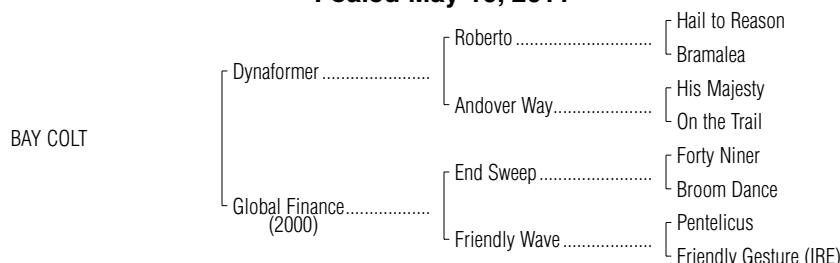 Foaled May 2011
Hail to Reason
Roberto
Bramalea
Dynaformer
His Majesty
Andover Way
On the Trail
BAY COLT
Forty Niner
End Sweep
Broom Dance
Global Finance
(2000)
Pentelicus
Friendly Wave
Friendly Gesture (IRE)